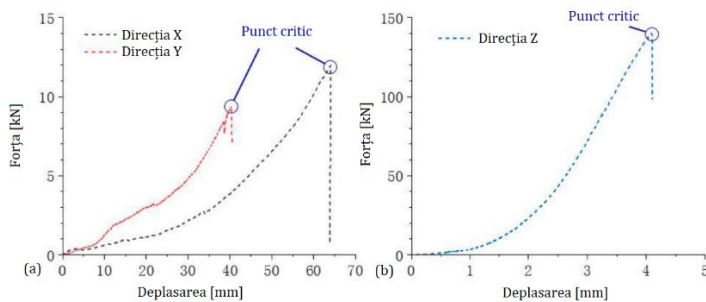 Punct critic
Direcția X
Direcția Y
15
10
5
0
Forța [kN]
0 10 20 30 40 50 60 70
(a)
Deplasarea [mm]
Punct critic
Direcția Z
150
100
50
0
Forța [kN]
0 1 2 3 4 5
(b)
Deplasarea [mm]